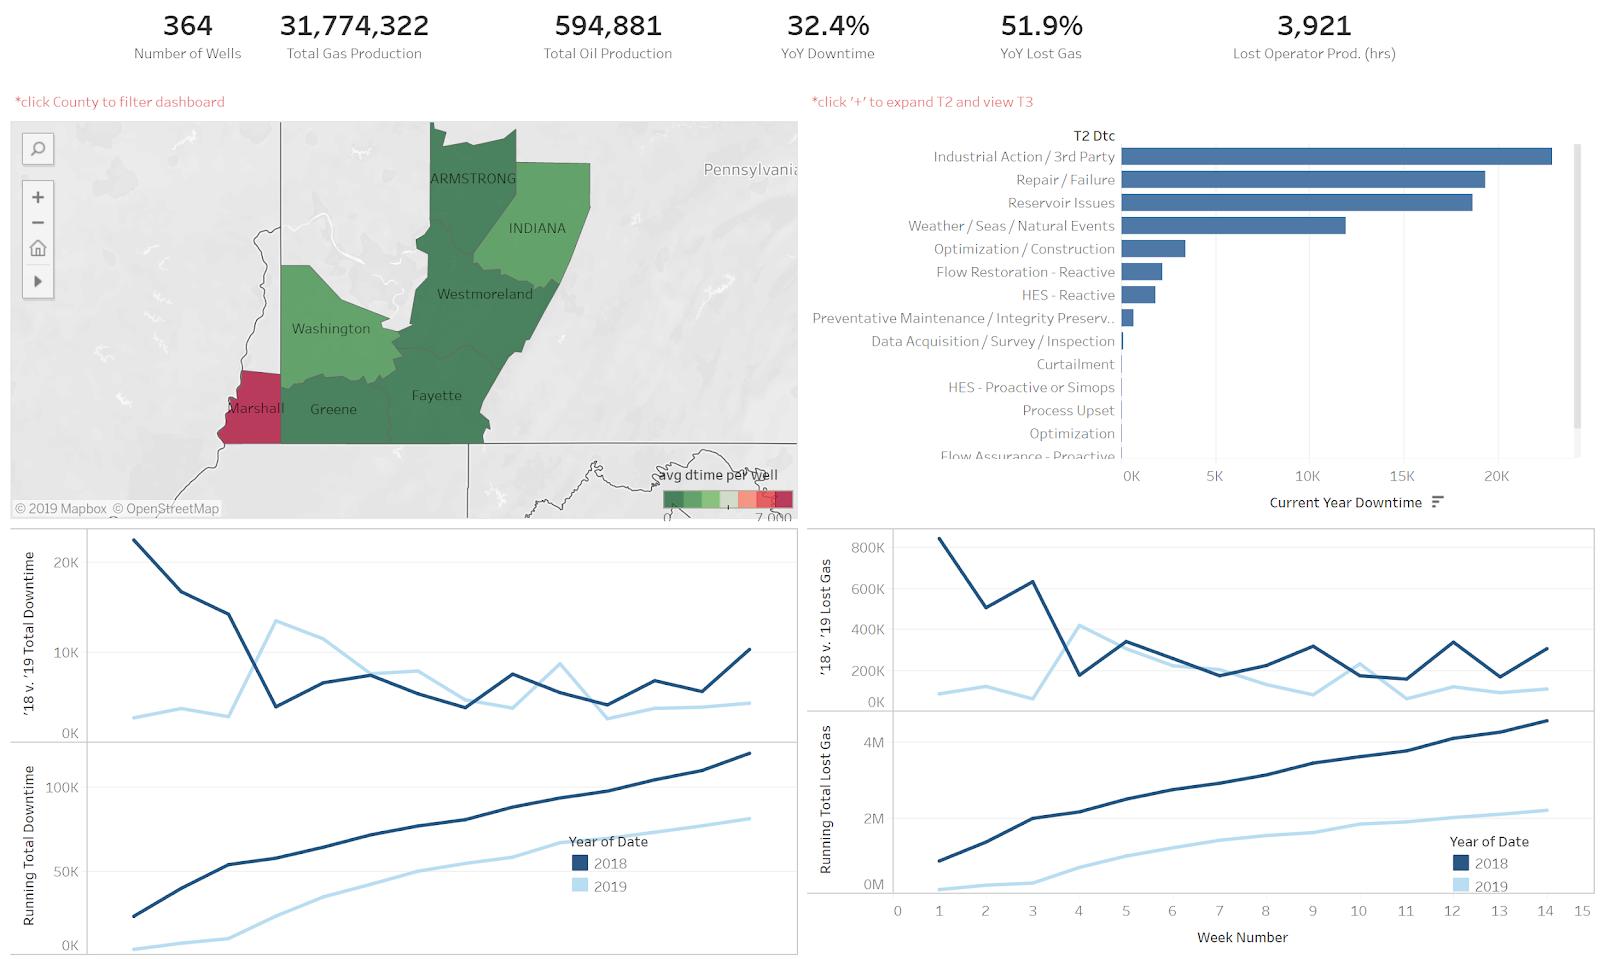 364
Number of Wells
31,774,322
Total Gas Production
594,881
Total Oil Production
32.4%
YoY Downtime
51.9%
YoY Lost Gas
3,921
Lost Operator Prod. (hrs)
*click County to filter dashboard
ARMSTRONG
INDIANA
Pennsylvania
Westmoreland
Washington
Marshall
Greene
Fayette
avg dtime per well
0
7,000
© 2019 Mapbox © OpenStreetMap
*click '+' to expand T2 and view T3
T2 Dtc
Industrial Action / 3rd Party
Repair / Failure
Reservoir Issues
Weather / Seas / Natural Events
Optimization / Construction
Flow Restoration - Reactive
HES - Reactive
Preventative Maintenance / Integrity Preserv..
Data Acquisition / Survey / Inspection
Curtailment
HES - Proactive or Simops
Process Upset
Optimization
Flow Assurance - Proactive
0K 5K 10K 15K 20K
Current Year Downtime
'18 v. '19 Total Downtime
20K
10K
0K
Running Total Downtime
100K
50K
0K
Year of Date
2018
2019
'18 v. '19 Lost Gas
800K
600K
400K
200K
0K
Running Total Lost Gas
4M
2M
0M
Year of Date
2018
2019
0 1 2 3 4 5 6 7 8 9 10 11 12 13 14 15
Week Number